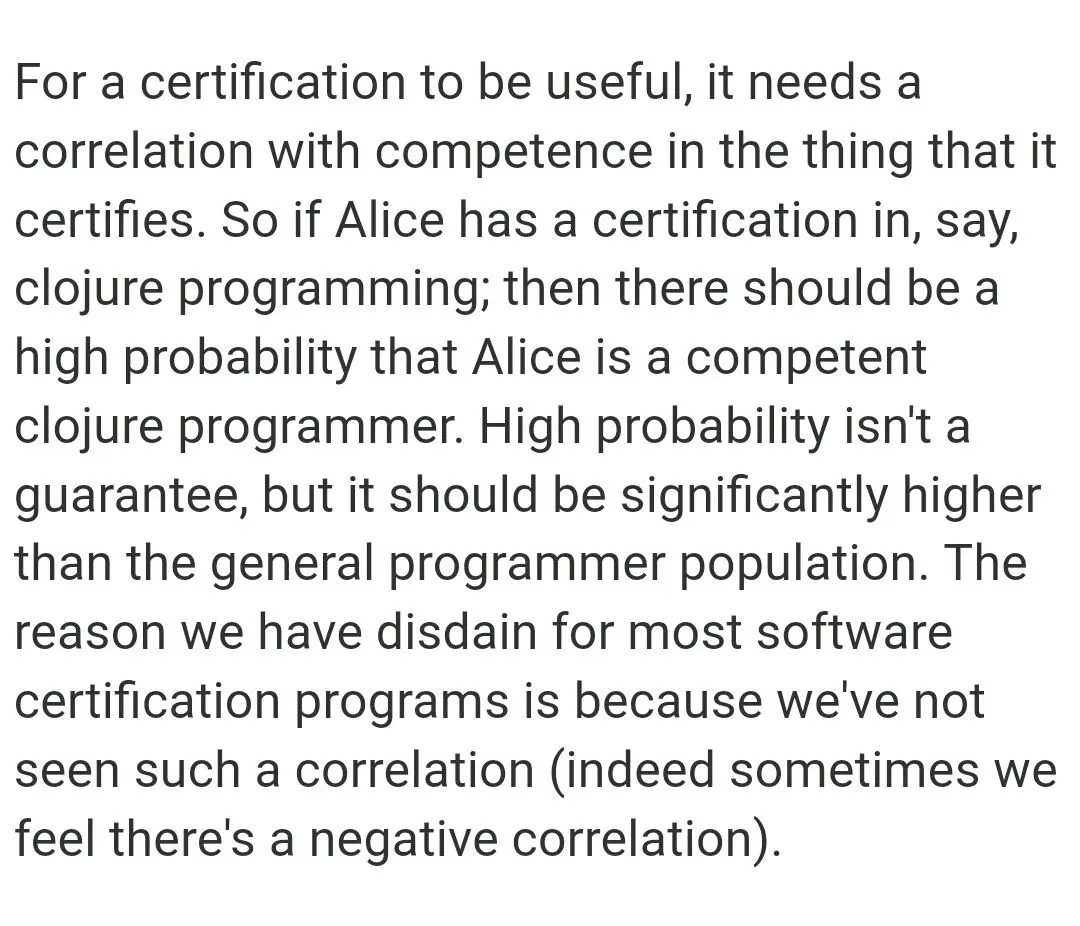 For a certification to be useful, it needs a
correlation with competence in the thing that it
certifies. So if Alice has a certification in, say,
clojure programming; then there should be a
high probability that Alice is a competent
clojure programmer. High probability isn't a
guarantee, but it should be significantly higher
than the general programmer population. The
reason we have disdain for most software
certification programs is because we've not
seen such a correlation (indeed sometimes we
feel there's a negative correlation).